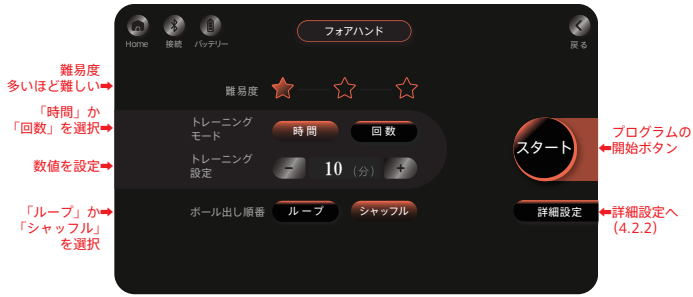 フォアハンド
Home 接続 バッテリー 戻る
難易度
多いほど難しい➡
難易度
「時間」か
「回数」を選択➡
トレーニング
モード
時間 回数
数値を設定➡
トレーニング
設定
− 10 (分) +
スタート
プログラムの
⬅開始ボタン
「ループ」か➡
「シャッフル」
を選択
ボール出し順番 ループ シャッフル
詳細設定
⬅詳細設定へ
(4.2.2)